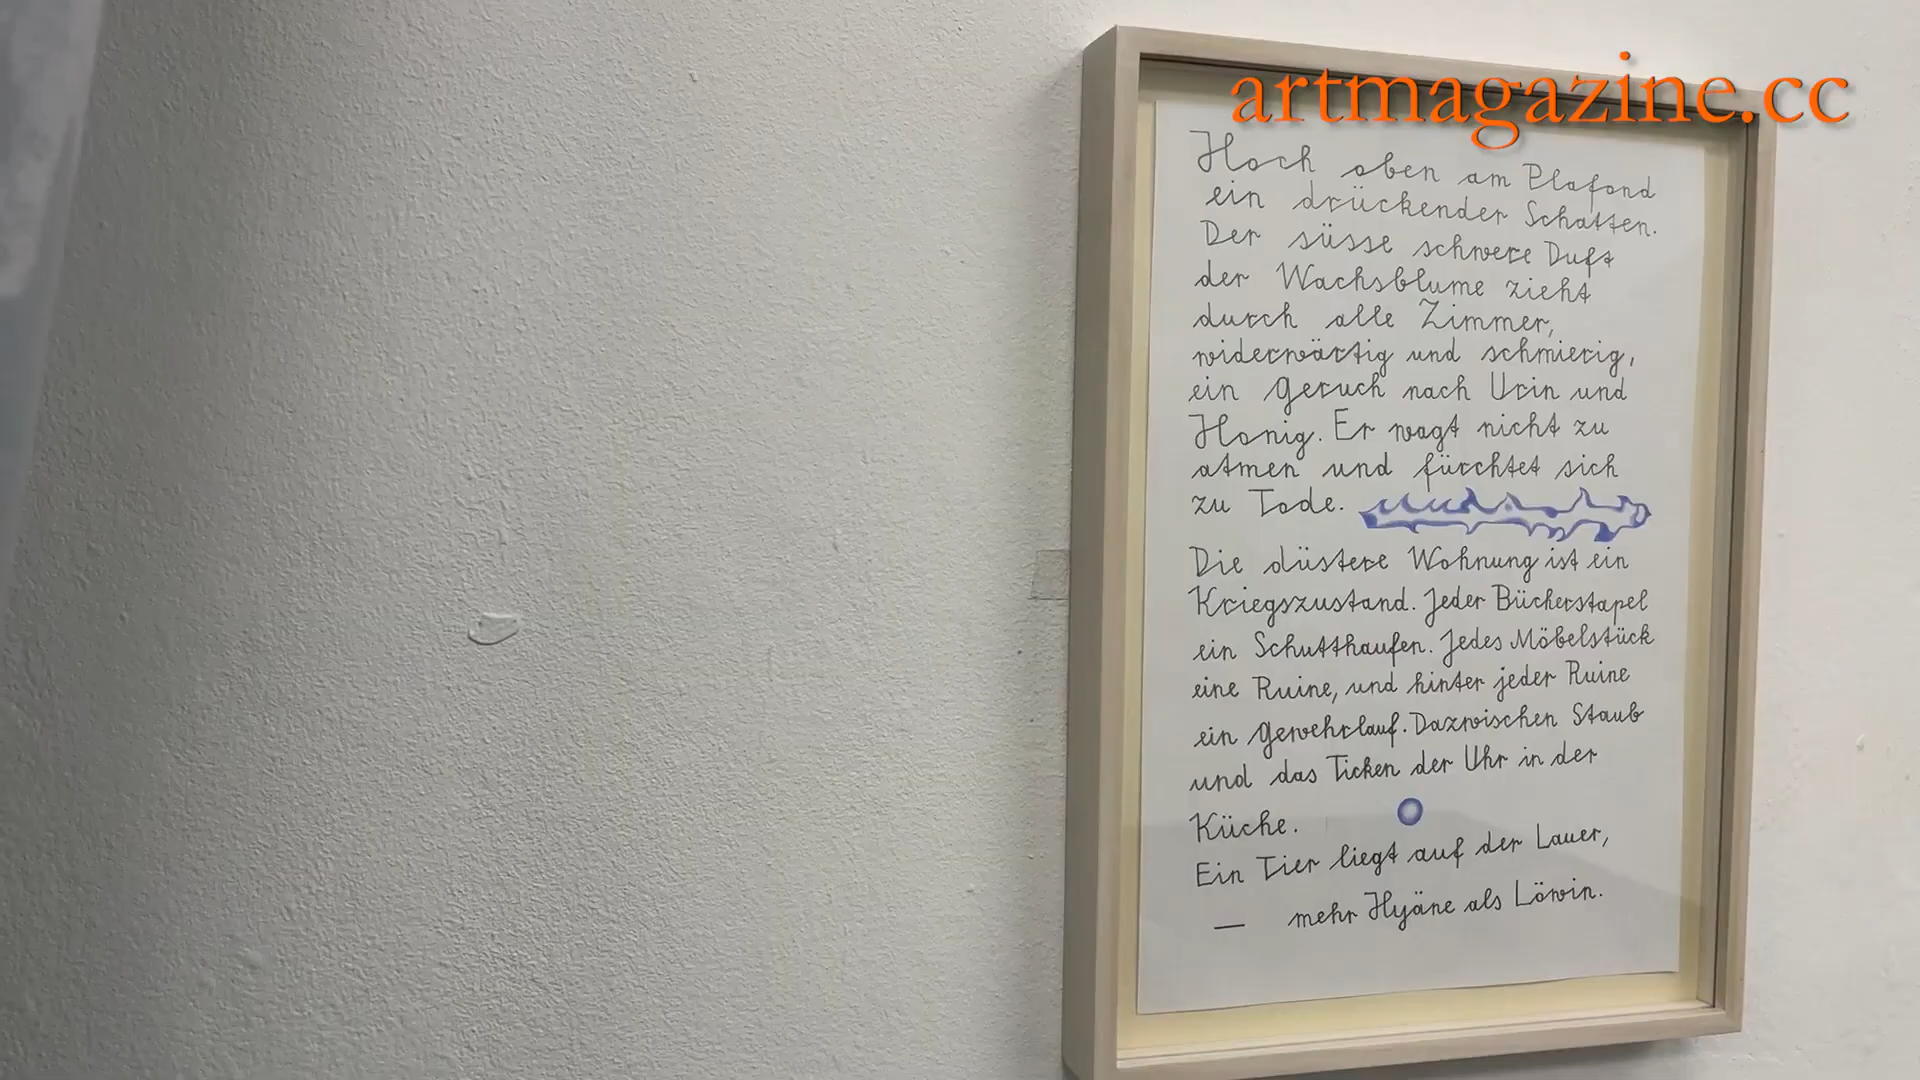 artmagazine.cc
Hoch oben am Plafond
ein drückender Schatten.
Der süsse schwere Duft
der Wachsblume zieht
durch alle Zimmer,
widerwärtig und schmierig,
ein Geruch nach Urin und
Honig. Er wagt nicht zu
atmen und fürchtet sich
zu Tode.
Die düstere Wohnung ist ein
Kriegszustand. Jeder Bücherstapel
ein Schutthaufen. Jedes Möbelstück
eine Ruine, und hinter jeder Ruine
ein Gewehrlauf. Dazwischen Staub
und das Ticken der Uhr in der
Küche.
Ein Tier liegt auf der Lauer,
— mehr Hyäne als Löwin.